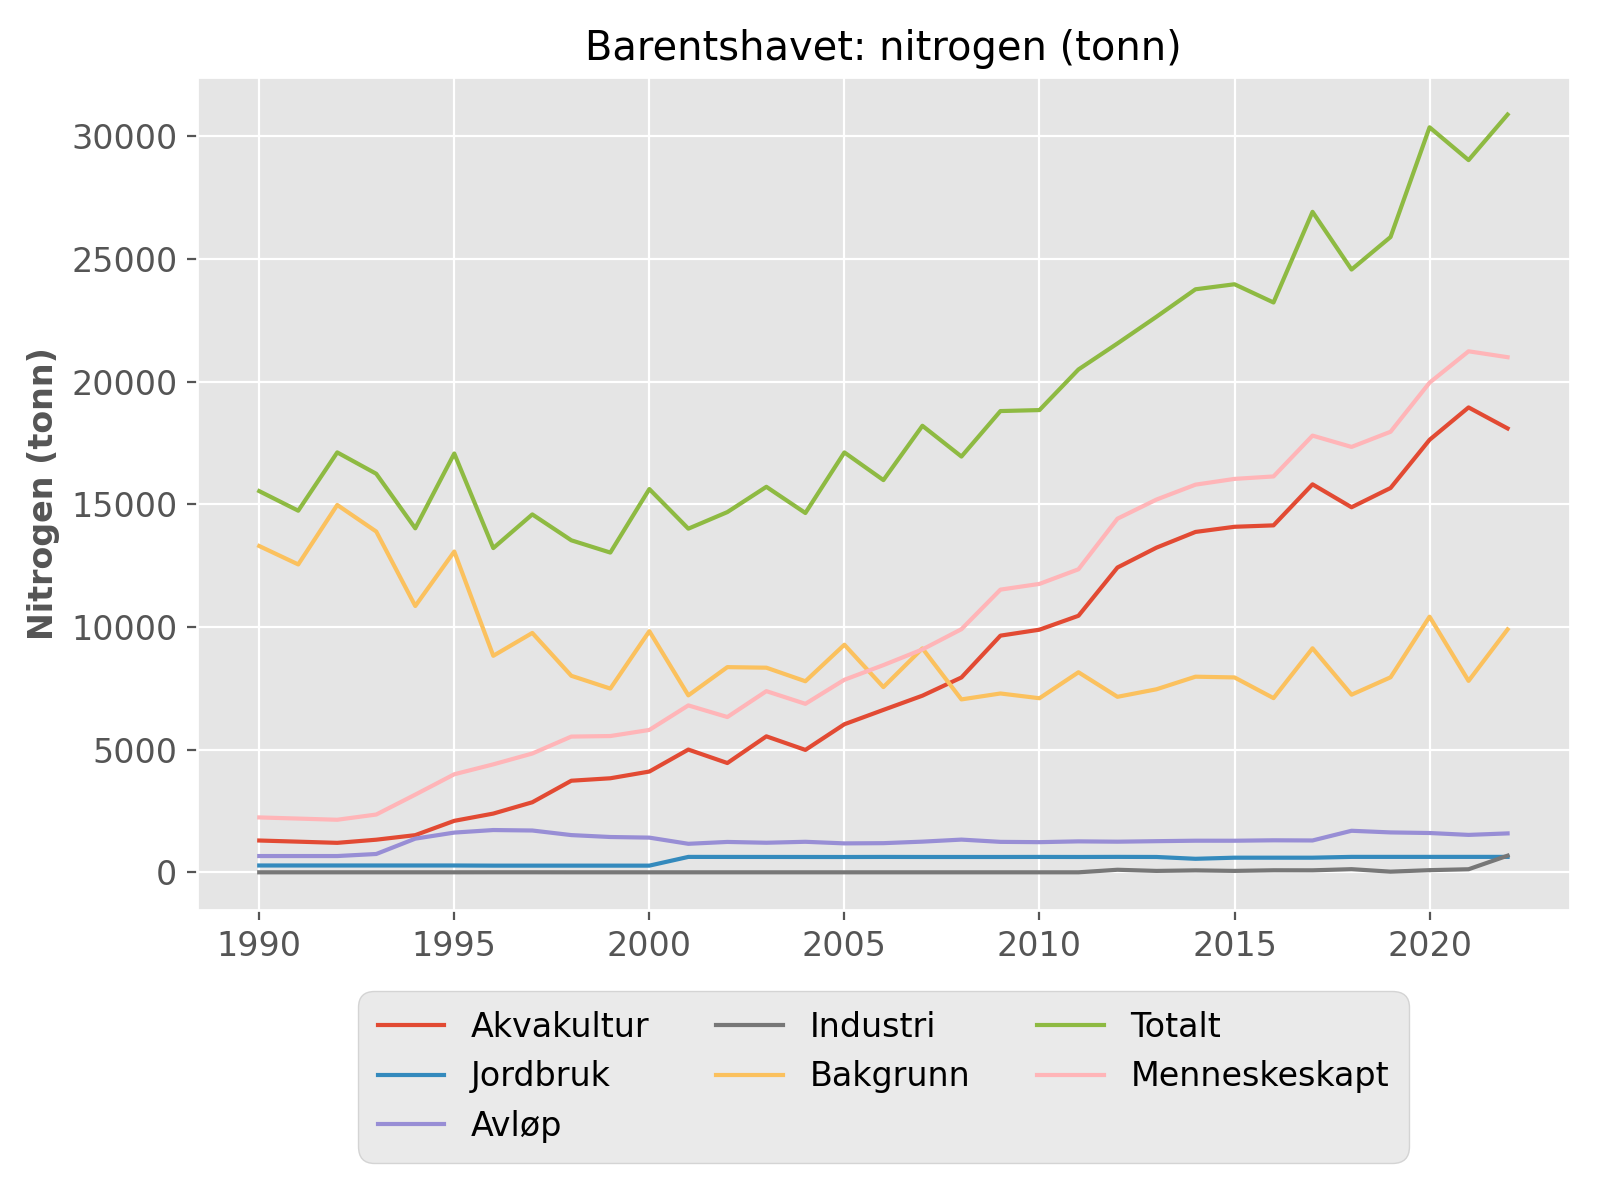 Barentshavet: nitrogen (tonn)
Nitrogen (tonn)
30000
25000
20000
15000
10000
5000
0
1990 1995 2000 2005 2010 2015 2020
Akvakultur Industri Totalt
Jordbruk Bakgrunn Menneskeskapt
Avløp